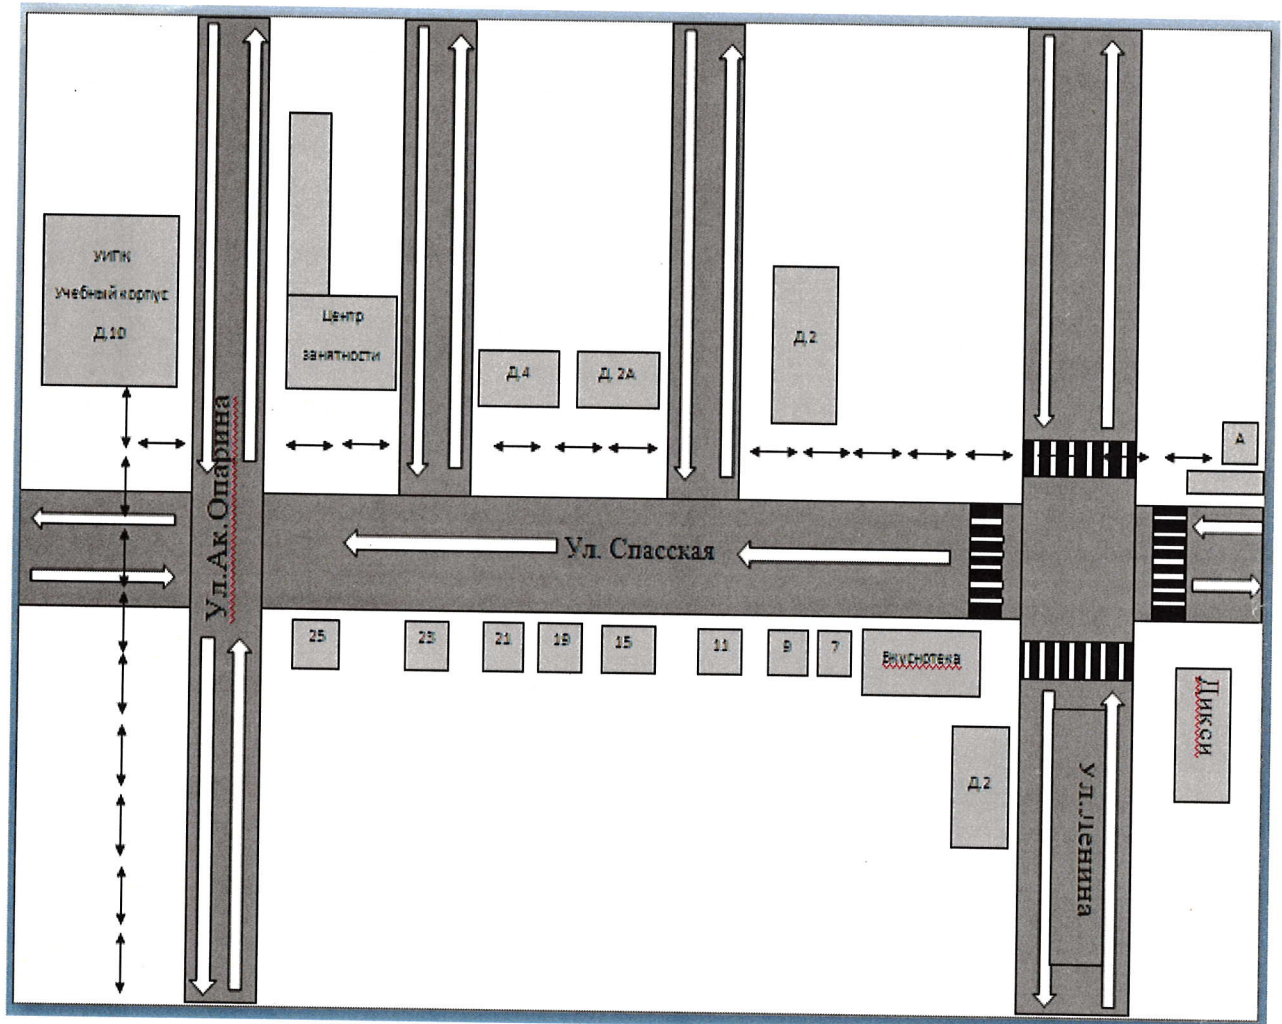 УИПК
учебный корпус
Д.10
Центр
занятности
Д.4
Д. 2А
Д.2
А
Ул.Ак.Опарина
Ул. Спасская
25
23
21
19
15
11
9
7
Вкуснотека
Дикси
Д.2
Ул.Ленина